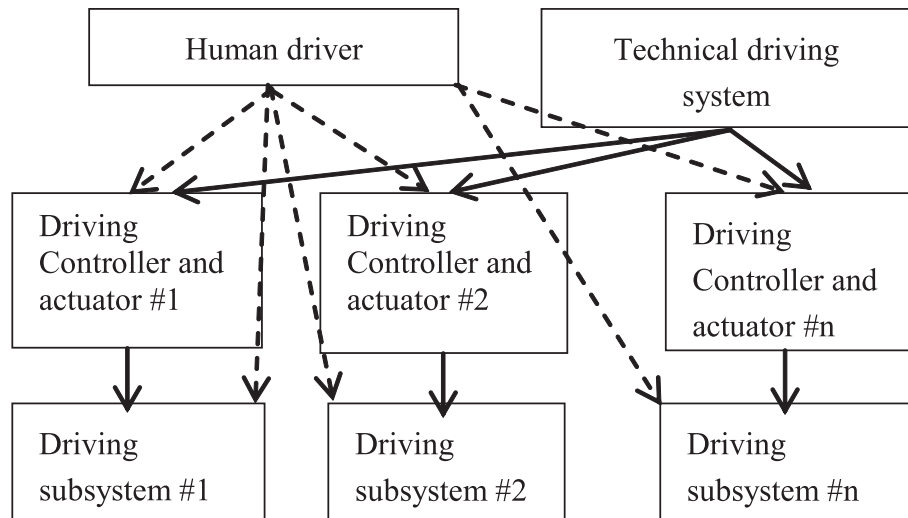 Human driver
Technical driving
system
Driving
Controller and
actuator #1
Driving
Controller and
actuator #2
Driving
Controller and
actuator #n
Driving
subsystem #1
Driving
subsystem #2
Driving
subsystem #n